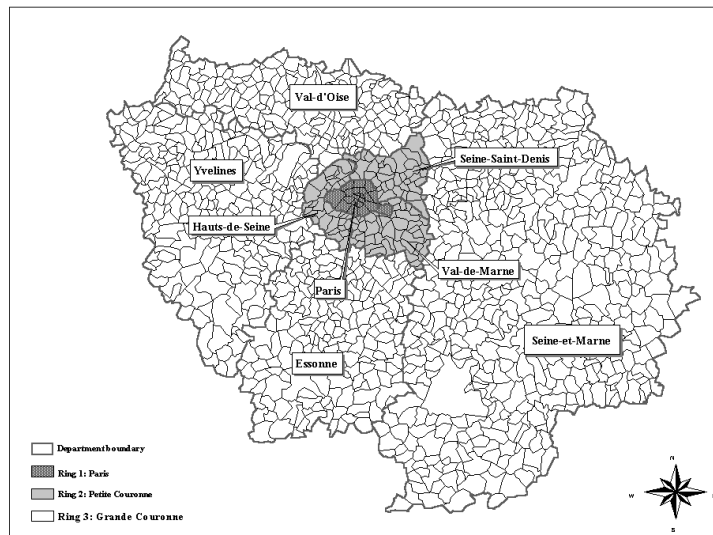 Val-d'Oise
Seine-Saint-Denis
Yvelines
Hauts-de-Seine
Val-de-Marne
Paris
Seine-et-Marne
Essonne
Department boundary
Ring 1: Paris
Ring 2: Petite Couronne
Ring 3: Grande Couronne
N
W
S